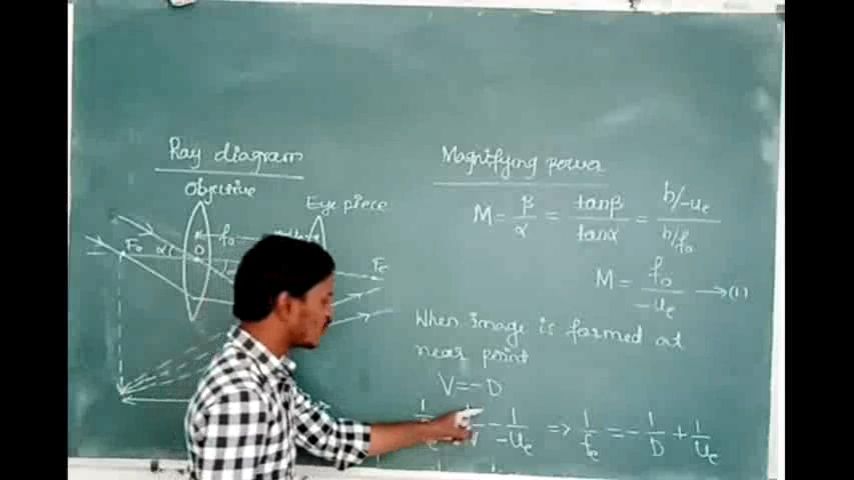 Ray diagram
Objective
Eye piece
Fo
α
O
fo
Fe
Magnifying power
M = β/α = tanβ/tanα = h/-ue / h/fo
M = fo/-ue →(1)
When image is formed at
near point
V=-D
- 1/-ue ⇒ 1/fe = -1/D + 1/ue